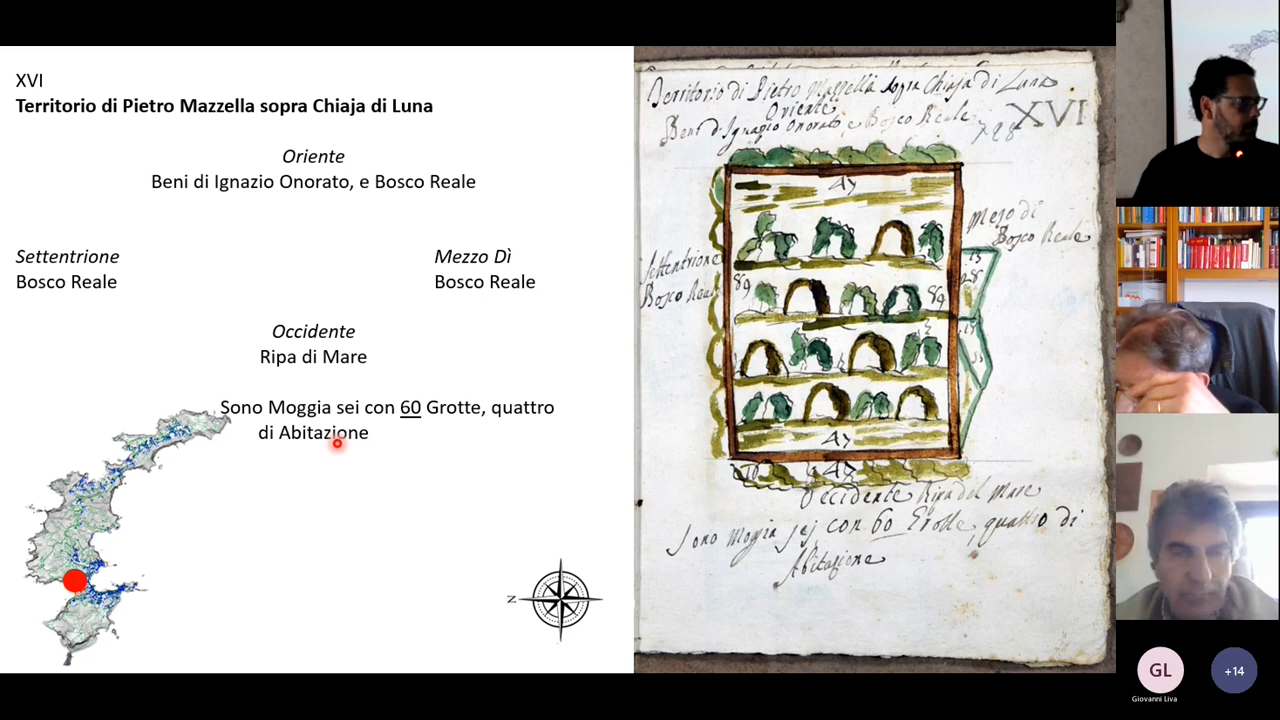 XVI
Territorio di Pietro Mazzella sopra Chiaja di Luna
Oriente
Beni di Ignazio Onorato, e Bosco Reale
Settentrione
Bosco Reale
Mezzo Dì
Bosco Reale
Occidente
Ripa di Mare
Sono Moggia sei con 60 Grotte, quattro
di Abitazione
N
Territorio di Pietro Mazzella sopra Chiaja di Luna
Oriente
Beni d'Ignazio Onorato, e Bosco Reale
XVI
Settentrione
Bosco Reale
Mezo di
Bosco Reale
89
89
Occidente Ripa del Mare
Sono Moggia sej con 60 Grotte, quattro di
Abitazione
GL
Giovanni Liva
+14